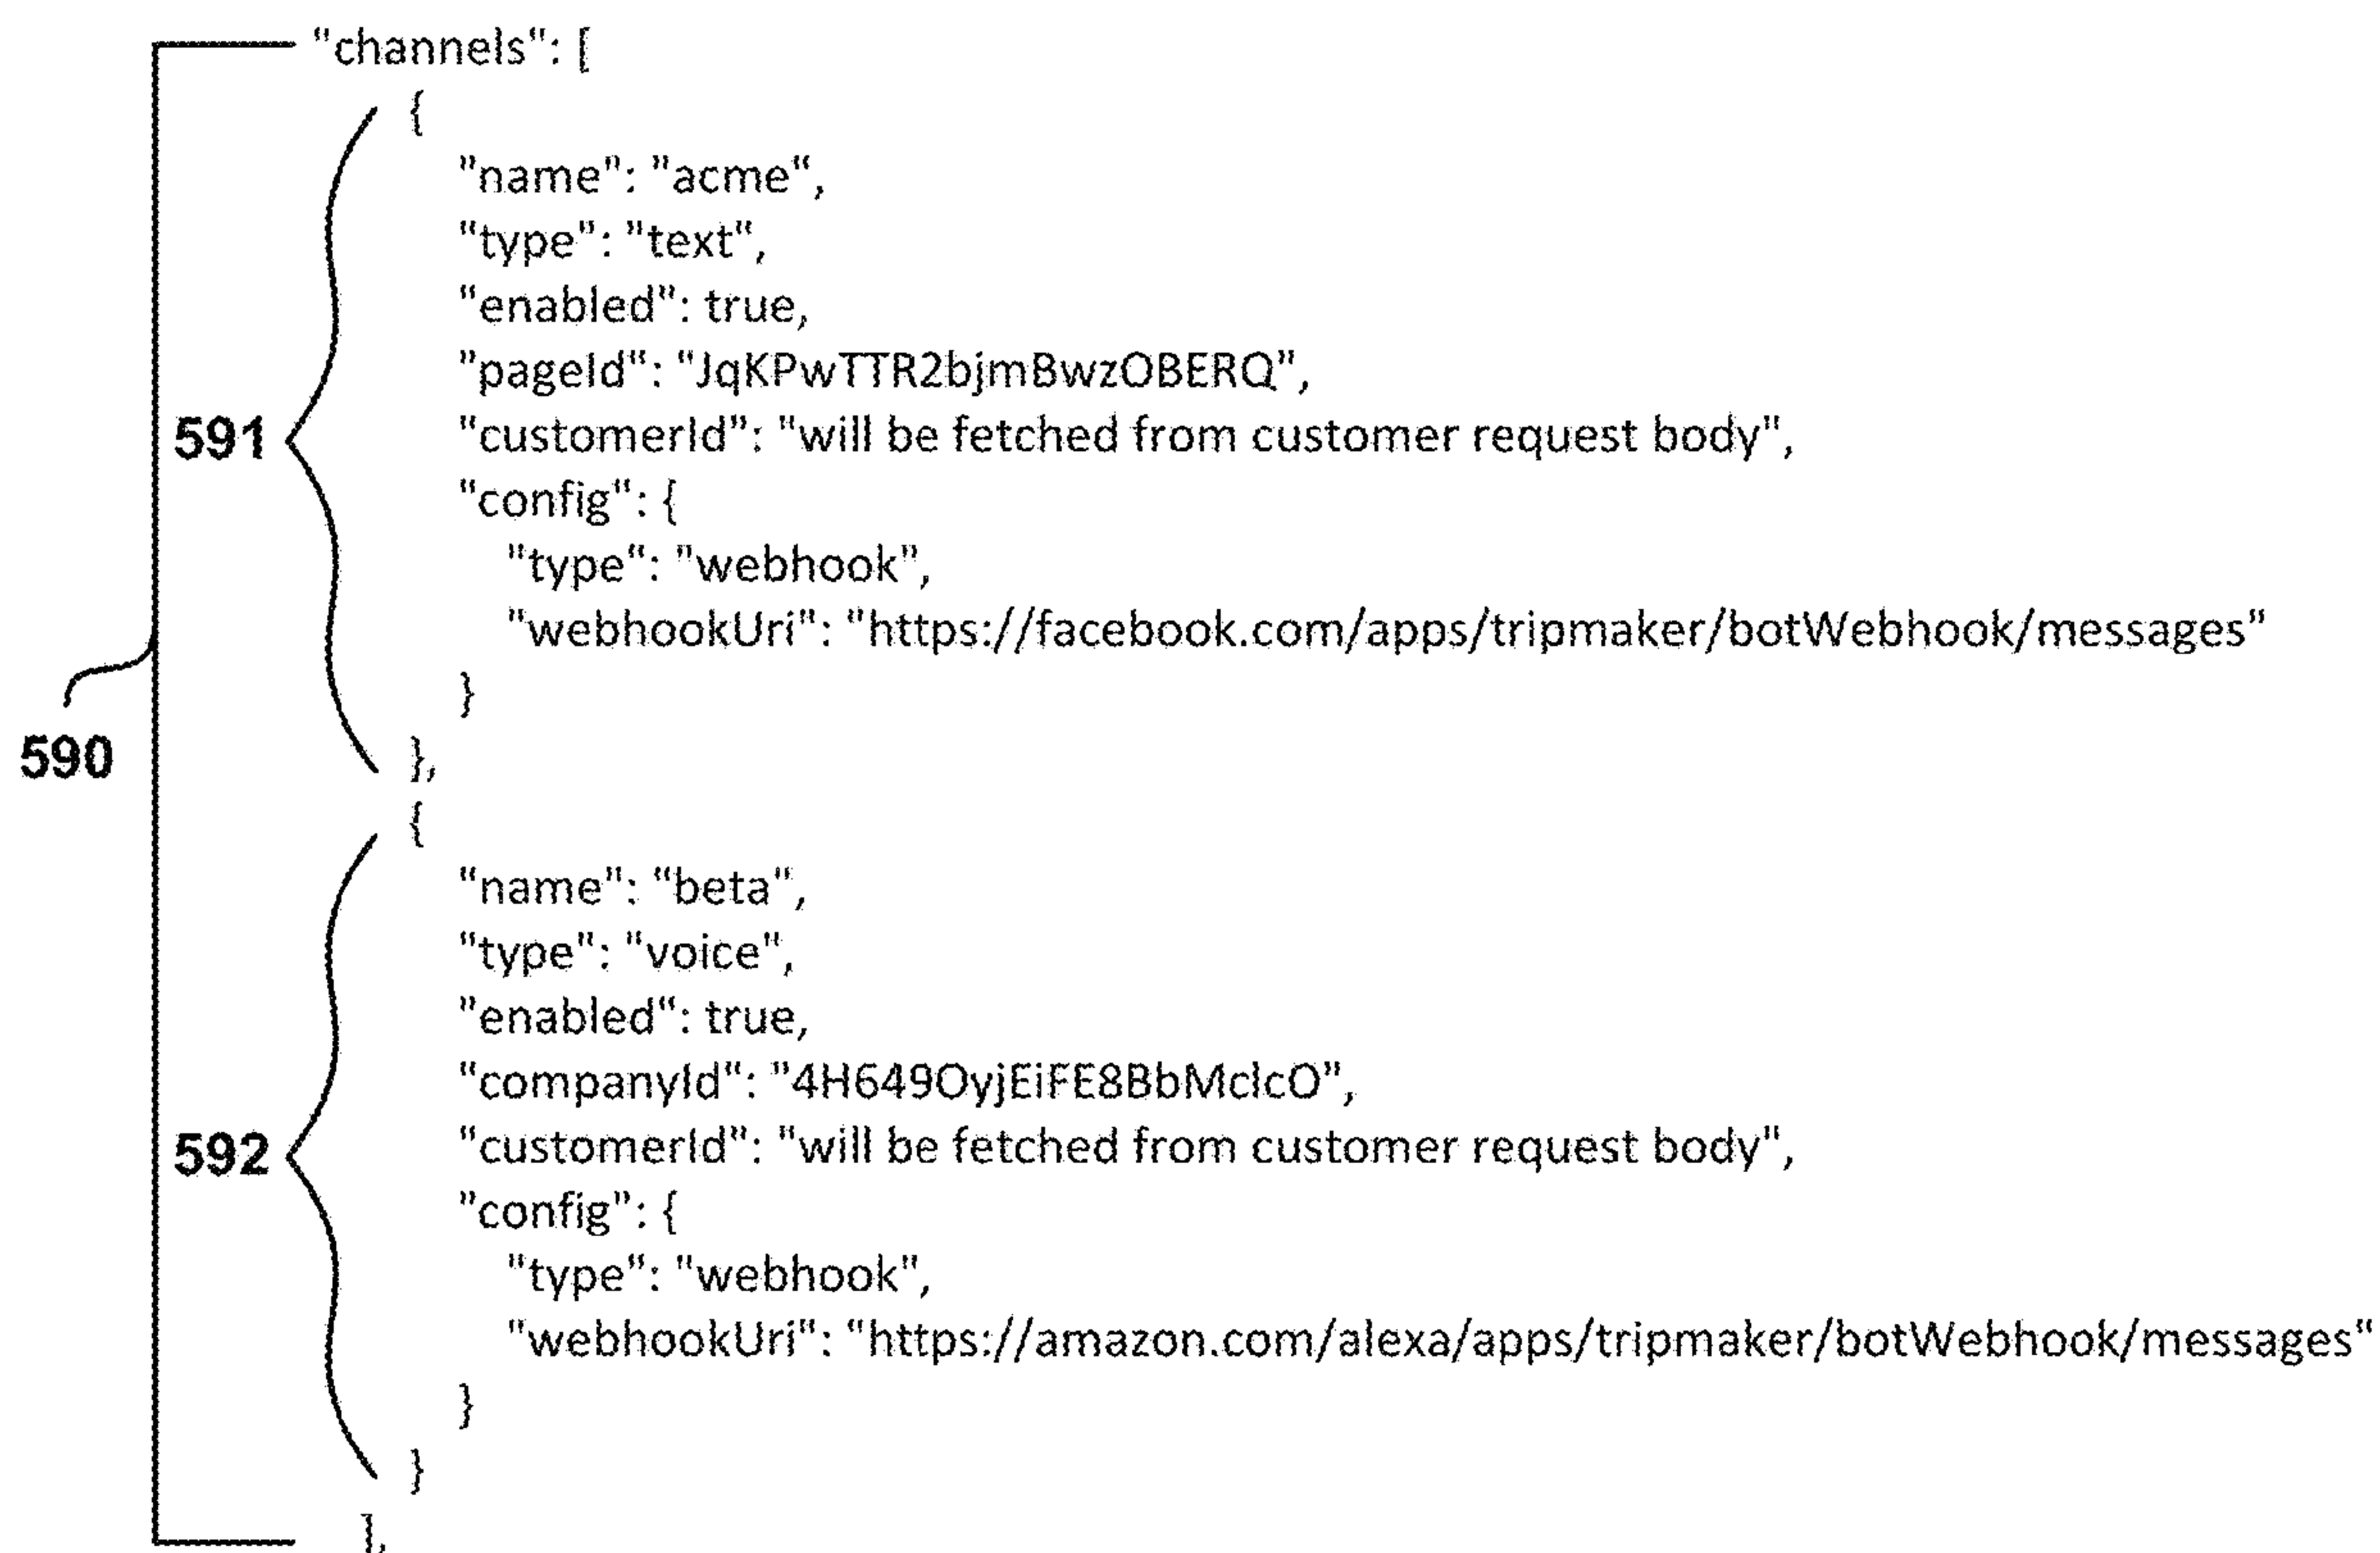 "channels": [
{
"name": "acme",
"type": "text",
"enabled": true,
"pageId": "JqKPwTTR2bjmBwzOBERQ",
591 "customerId": "will be fetched from customer request body",
"config": {
"type": "webhook",
"webhookUri": "https://facebook.com/apps/tripmaker/botWebhook/messages"
}
590 },
{
"name": "beta",
"type": "voice",
"enabled": true,
"companyId": "4H649OyjEiFE8BbMclcO",
592 "customerId": "will be fetched from customer request body",
"config": {
"type": "webhook",
"webhookUri": "https://amazon.com/alexa/apps/tripmaker/botWebhook/messages"
}
}
],